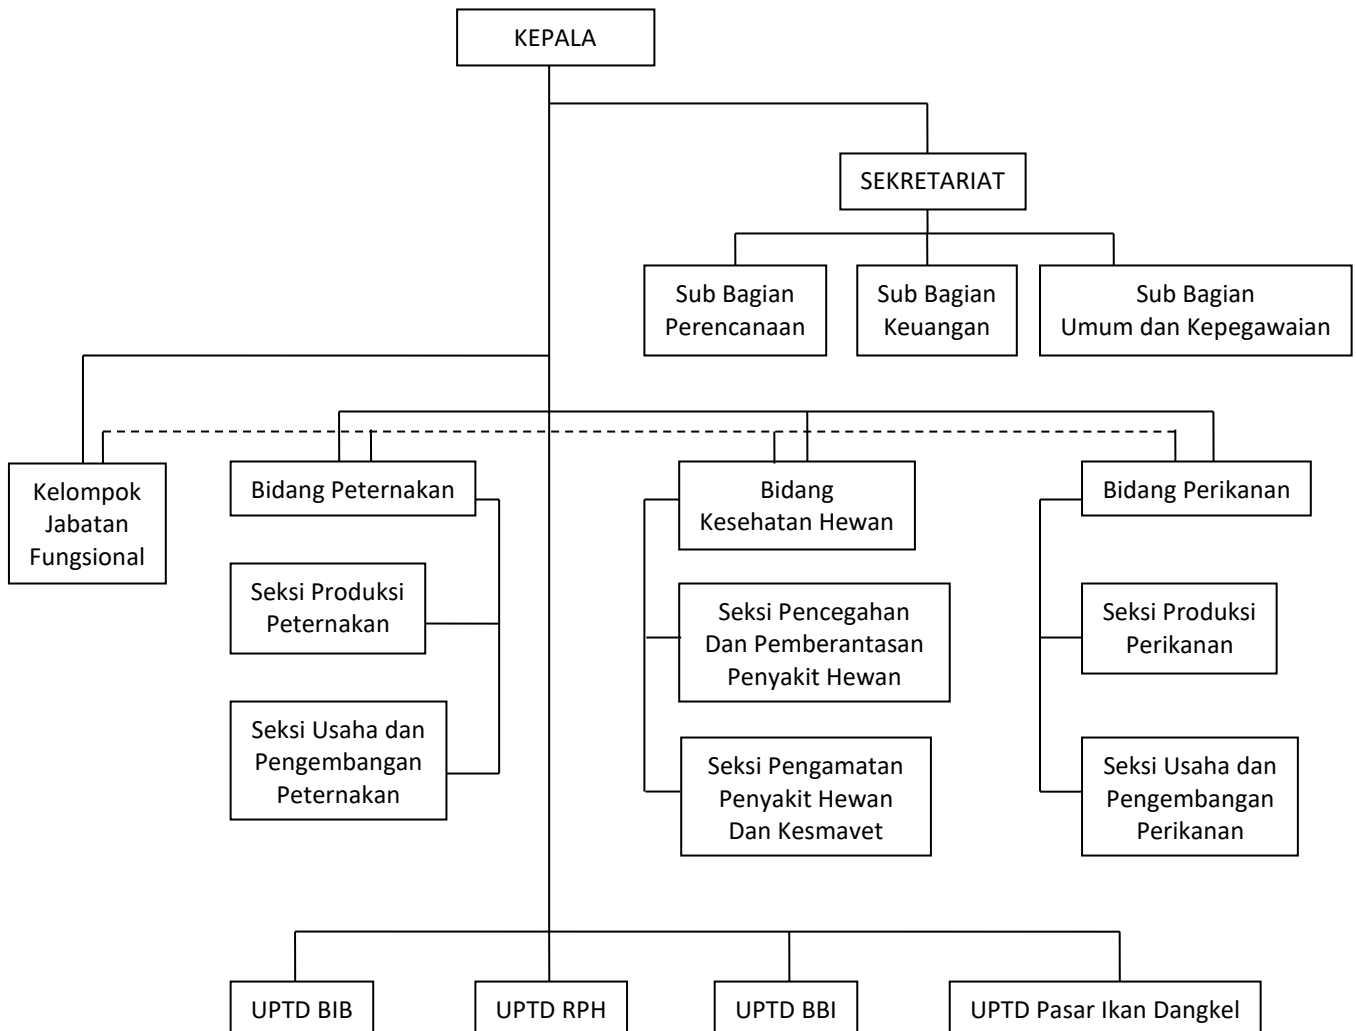 KEPALA
SEKRETARIAT
Sub Bagian
Perencanaan
Sub Bagian
Keuangan
Sub Bagian
Umum dan Kepegawaian
Kelompok
Jabatan
Fungsional
Bidang Peternakan
Seksi Produksi
Peternakan
Seksi Usaha dan
Pengembangan
Peternakan
Bidang
Kesehatan Hewan
Seksi Pencegahan
Dan Pemberantasan
Penyakit Hewan
Seksi Pengamatan
Penyakit Hewan
Dan Kesmavet
Bidang Perikanan
Seksi Produksi
Perikanan
Seksi Usaha dan
Pengembangan
Perikanan
UPTD BIB
UPTD RPH
UPTD BBI
UPTD Pasar Ikan Dangkel